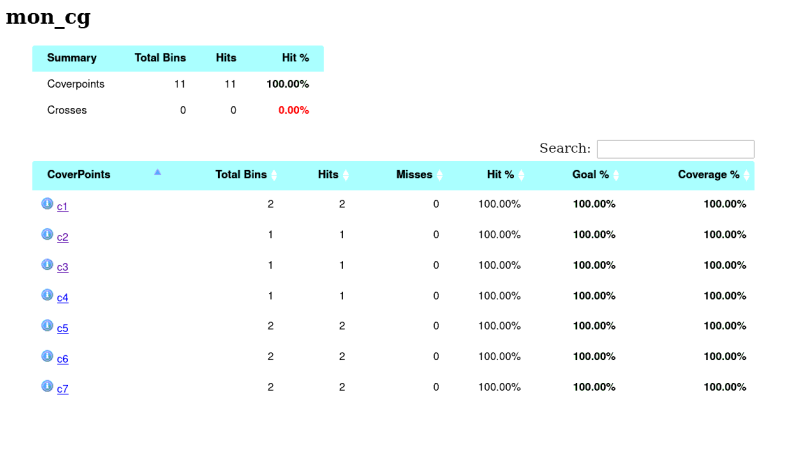 mon_cg
Summary Total Bins Hits Hit %
Coverpoints 11 11 100.00%
Crosses 0 0 0.00%
Search:
CoverPoints Total Bins Hits Misses Hit % Goal % Coverage %
c1 2 2 0 100.00% 100.00% 100.00%
c2 1 1 0 100.00% 100.00% 100.00%
c3 1 1 0 100.00% 100.00% 100.00%
c4 1 1 0 100.00% 100.00% 100.00%
c5 2 2 0 100.00% 100.00% 100.00%
c6 2 2 0 100.00% 100.00% 100.00%
c7 2 2 0 100.00% 100.00% 100.00%